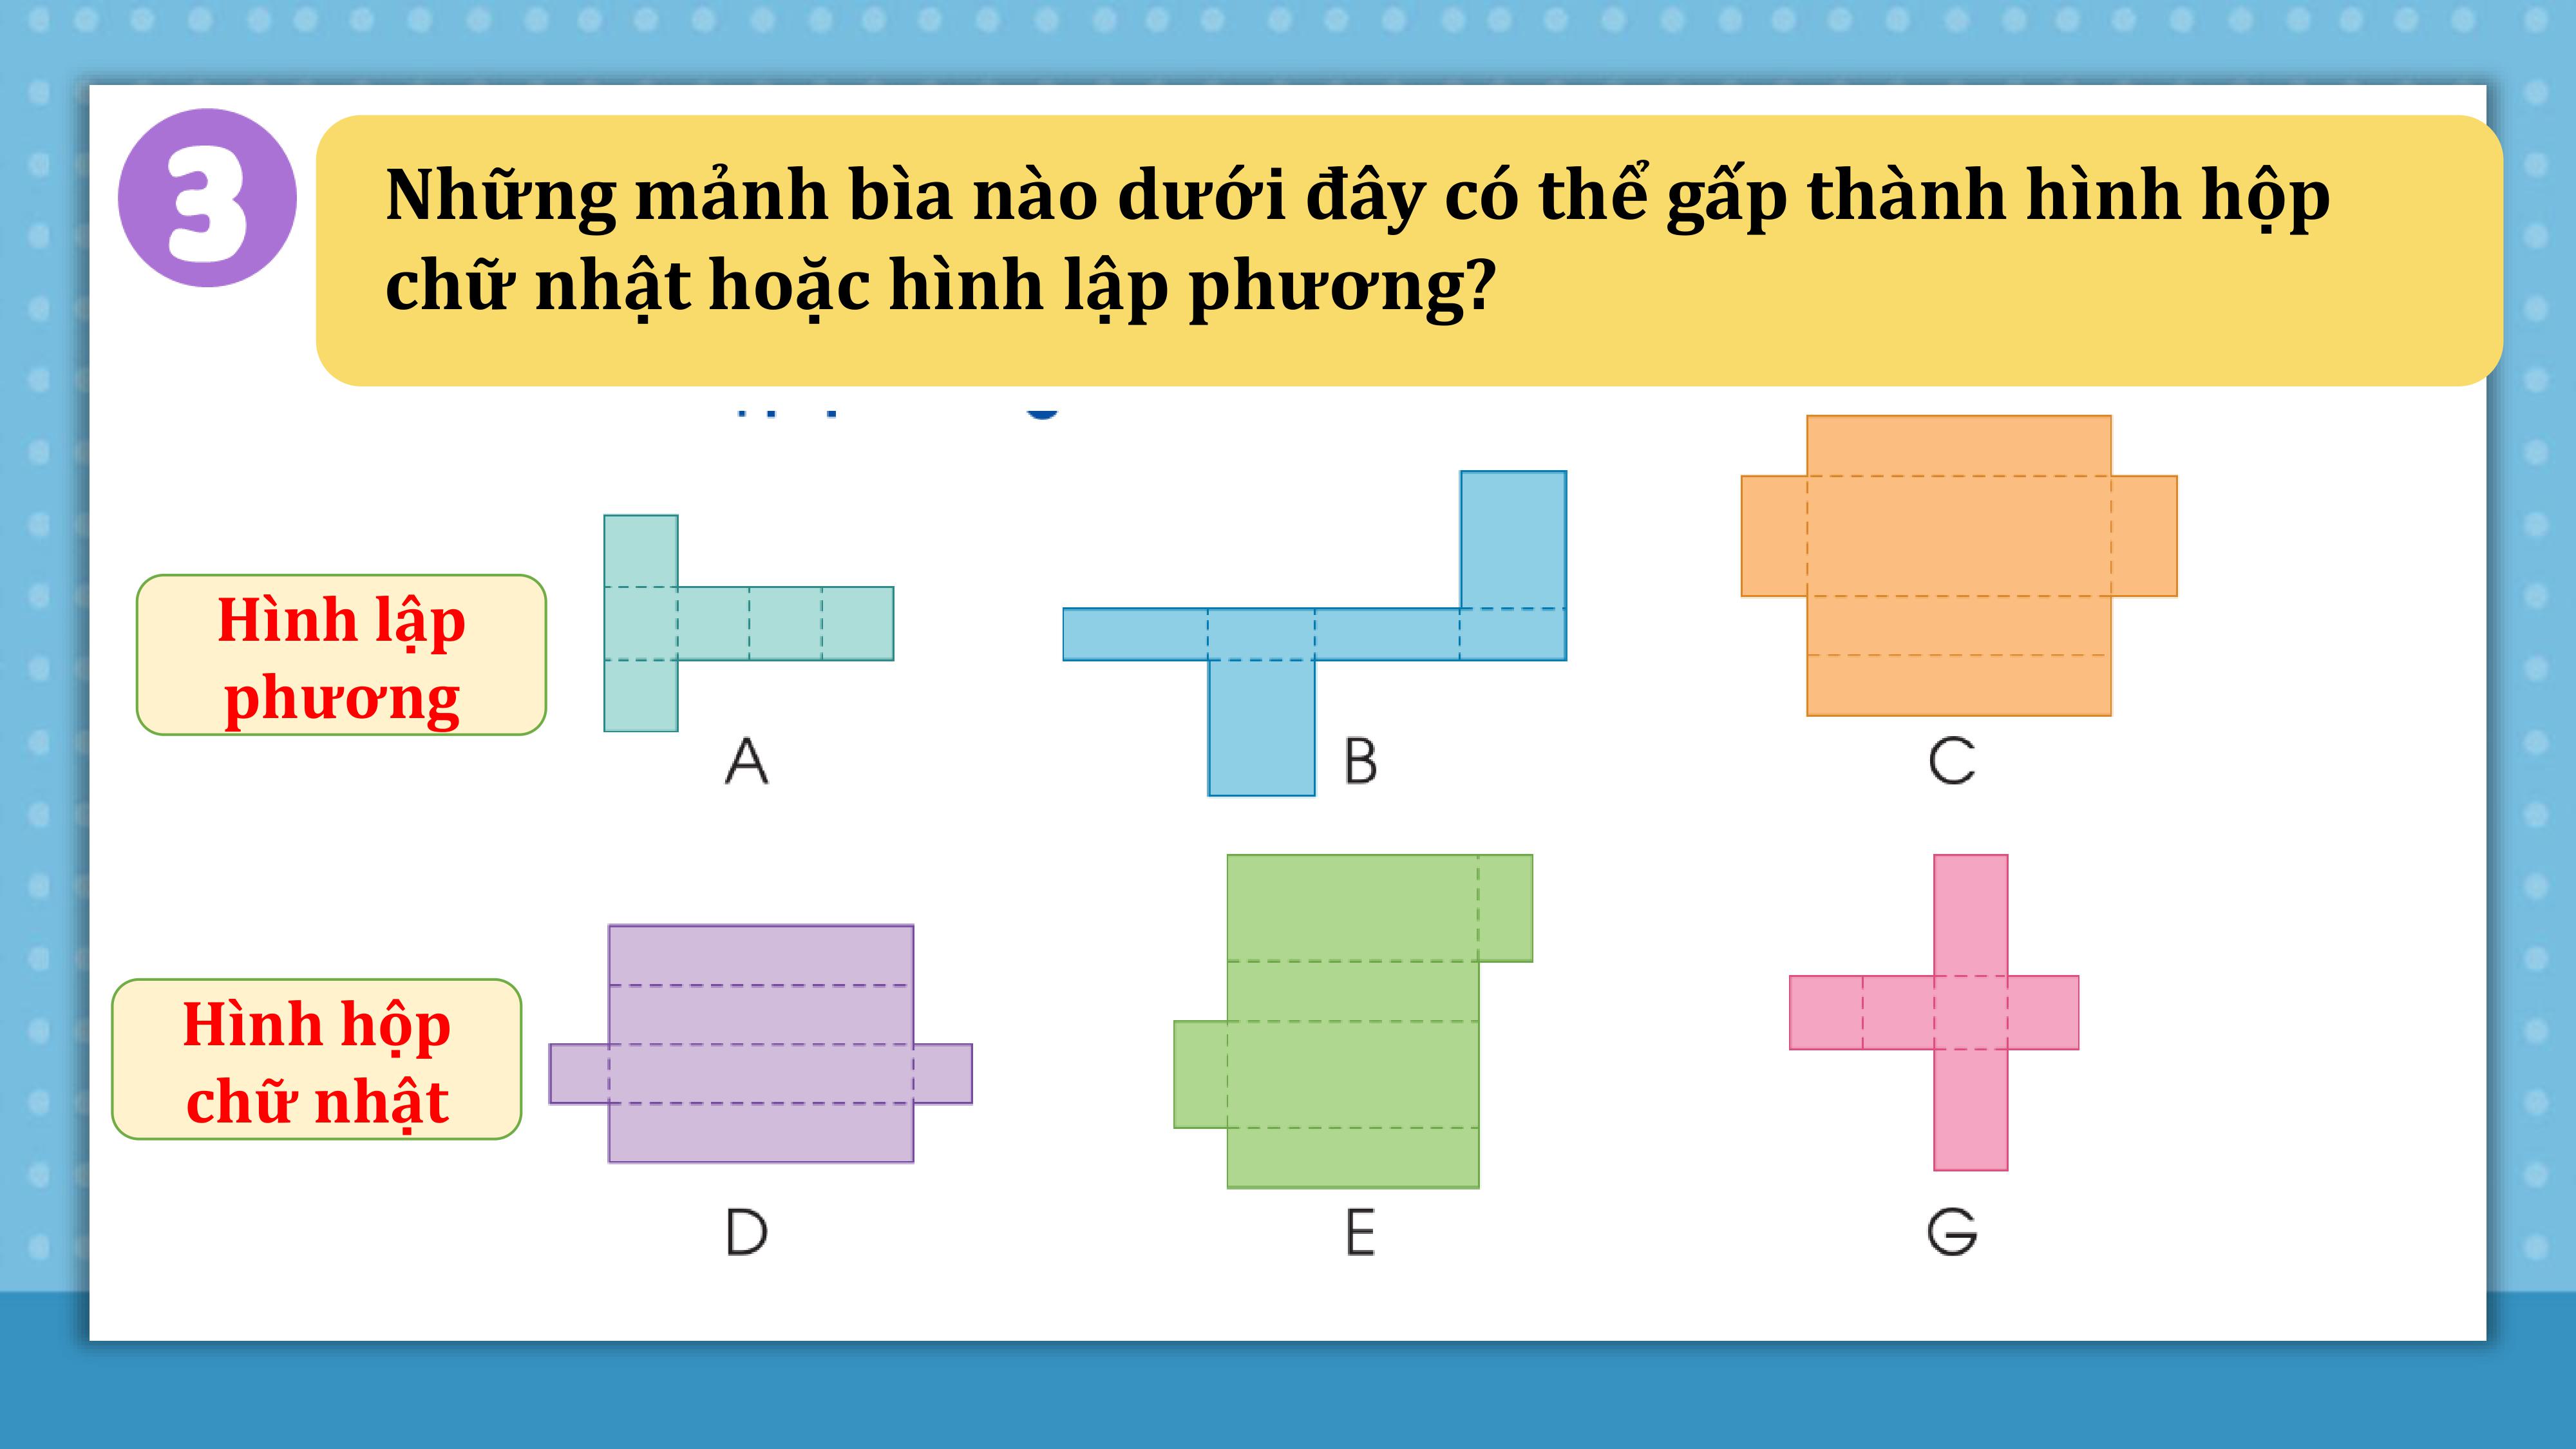 3
Những mảnh bìa nào dưới đây có thể gấp thành hình hộp
chữ nhật hoặc hình lập phương?
Hình lập
phương
A
B
C
Hình hộp
chữ nhật
D
E
G